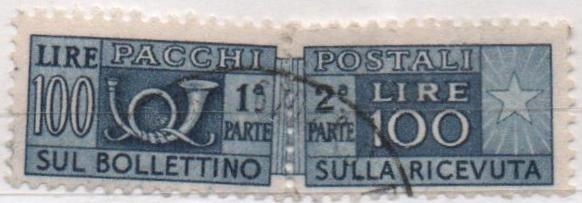 LIRE PACCHI POSTALI
100 1ª PARTE 2ª PARTE LIRE 100
SUL BOLLETTINO SULLA RICEVUTA